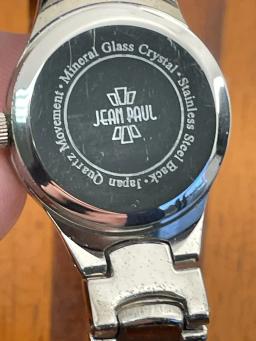 JEAN PAUL
Mineral Glass Crystal • Stainless Steel Back • Japan Quartz Movement •